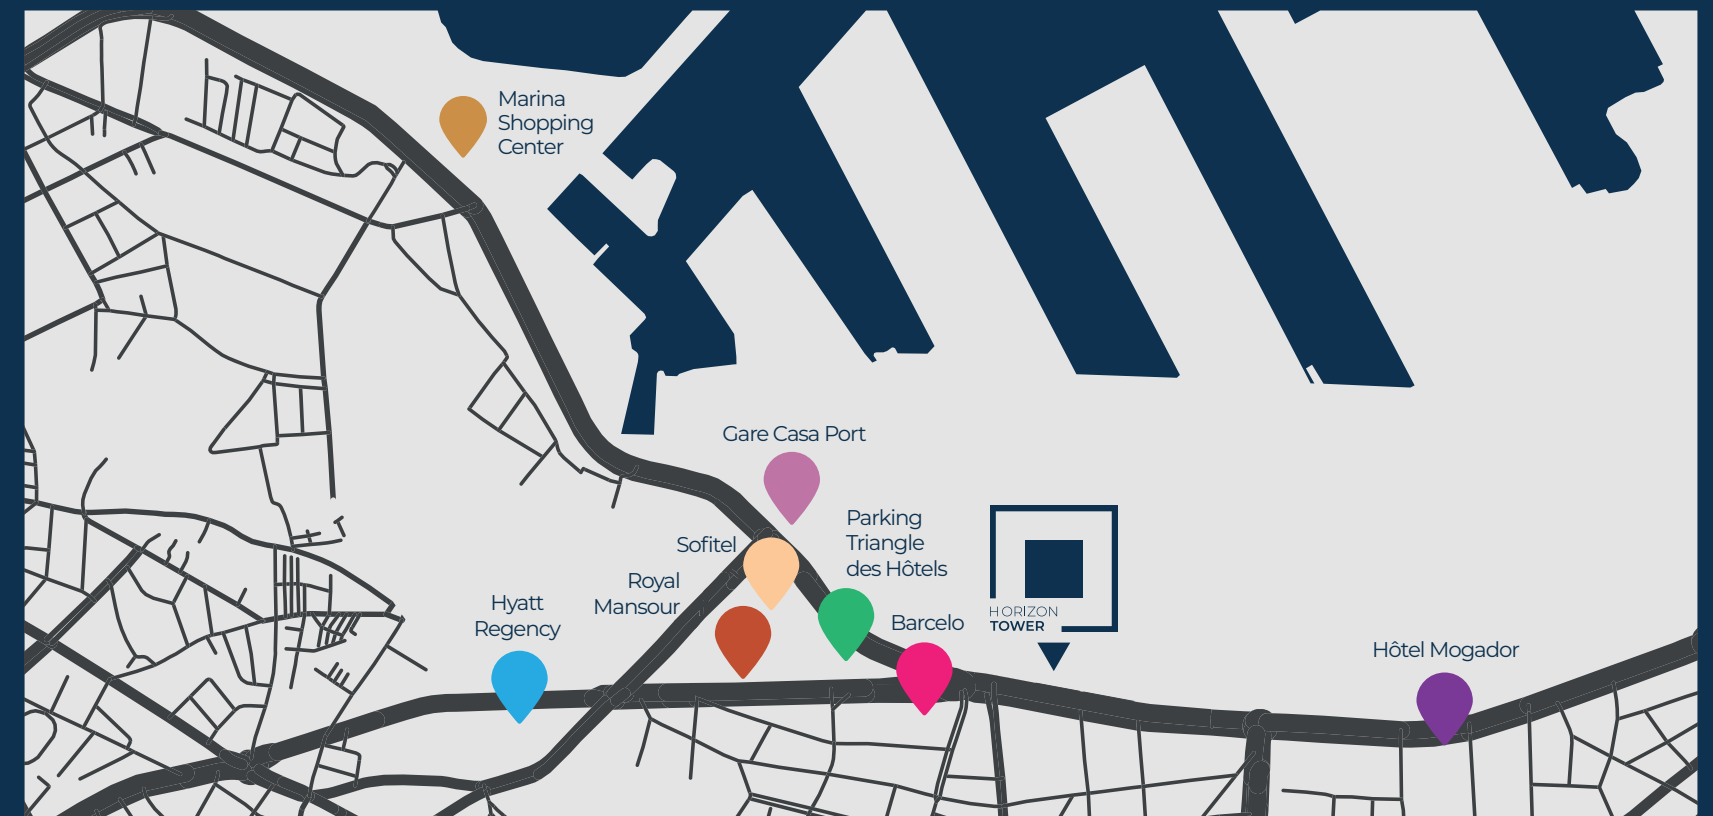 Marina
Shopping
Center
Gare Casa Port
Parking
Triangle
des Hôtels
Sofitel
Royal
Mansour
Hyatt
Regency
Barcelo
HORIZON
TOWER
Hôtel Mogador